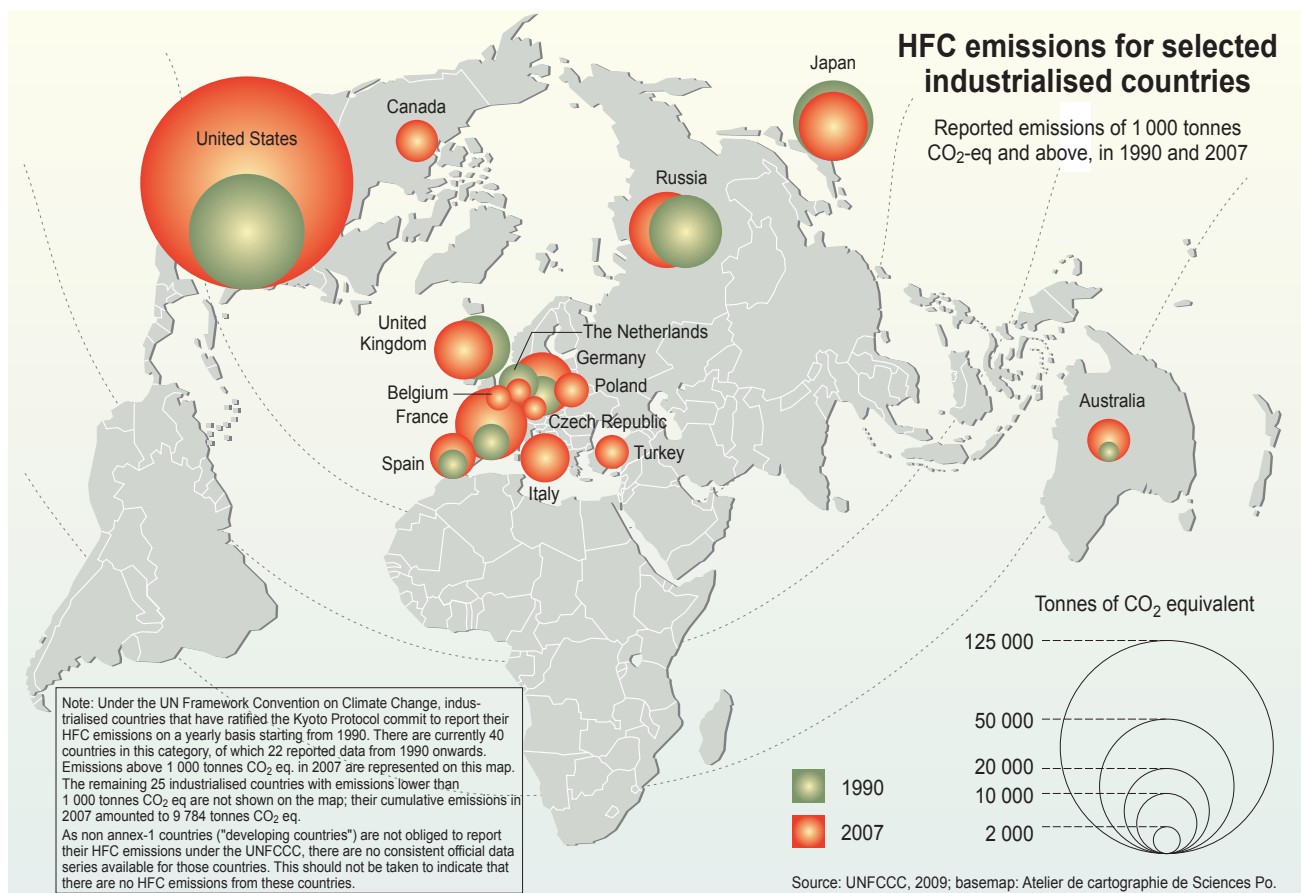 HFC emissions for selected
industrialised countries
Reported emissions of 1 000 tonnes
CO₂-eq and above, in 1990 and 2007
Japan
Canada
United States
Russia
United
Kingdom
The Netherlands
Germany
Belgium
Poland
France
Czech Republic
Spain
Turkey
Italy
Australia
Tonnes of CO₂ equivalent
125 000
50 000
20 000
10 000
2 000
1990
2007
Note: Under the UN Framework Convention on Climate Change, indus-
trialised countries that have ratified the Kyoto Protocol commit to report their
HFC emissions on a yearly basis starting from 1990. There are currently 40
countries in this category, of which 22 reported data from 1990 onwards.
Emissions above 1 000 tonnes CO₂ eq. in 2007 are represented on this map.
The remaining 25 industrialised countries with emissions lower than
1 000 tonnes CO₂ eq are not shown on the map; their cumulative emissions in
2007 amounted to 9 784 tonnes CO₂ eq.
As non annex-1 countries ("developing countries") are not obliged to report
their HFC emissions under the UNFCCC, there are no consistent official data
series available for those countries. This should not be taken to indicate that
there are no HFC emissions from these countries.
Source: UNFCCC, 2009; basemap: Atelier de cartographie de Sciences Po.